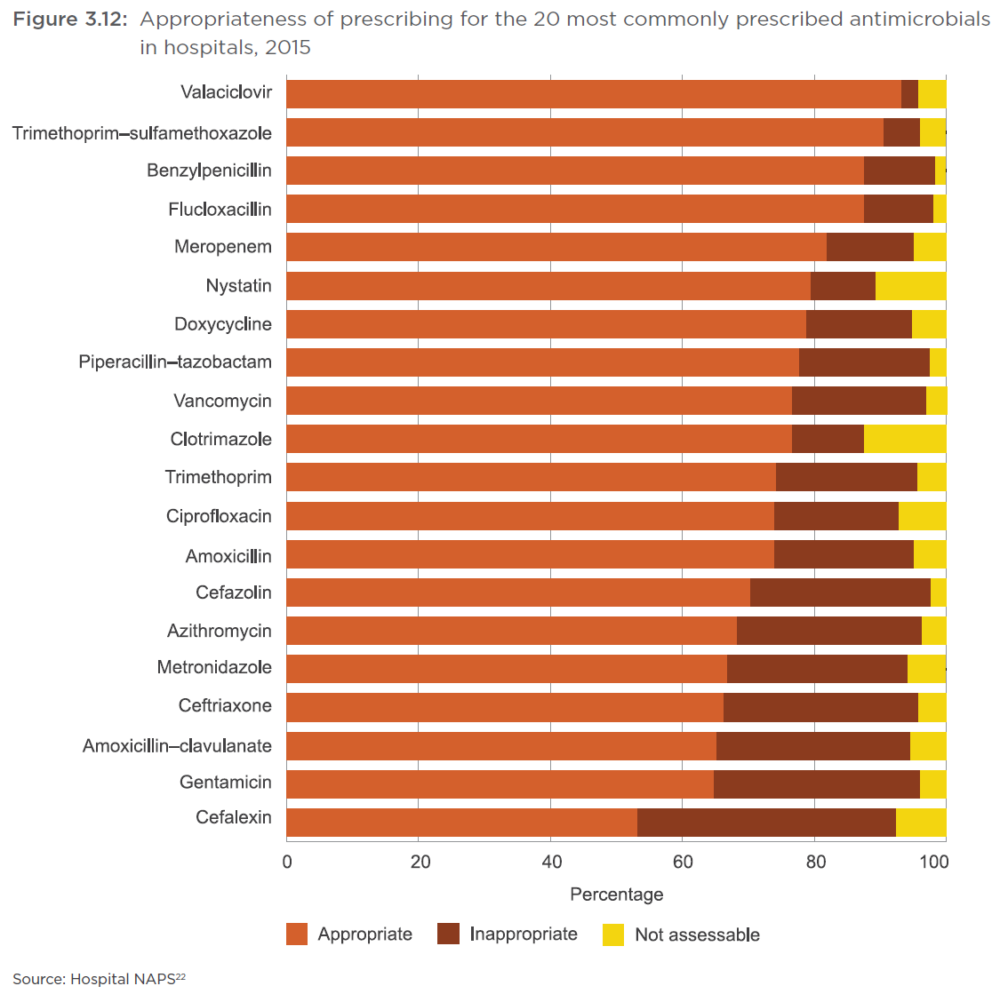 Figure 3.12: Appropriateness of prescribing for the 20 most commonly prescribed antimicrobials
in hospitals, 2015
Valaciclovir
Trimethoprim–sulfamethoxazole
Benzylpenicillin
Flucloxacillin
Meropenem
Nystatin
Doxycycline
Piperacillin–tazobactam
Vancomycin
Clotrimazole
Trimethoprim
Ciprofloxacin
Amoxicillin
Cefazolin
Azithromycin
Metronidazole
Ceftriaxone
Amoxicillin–clavulanate
Gentamicin
Cefalexin
0 20 40 60 80 100
Percentage
Appropriate Inappropriate Not assessable
Source: Hospital NAPS²²